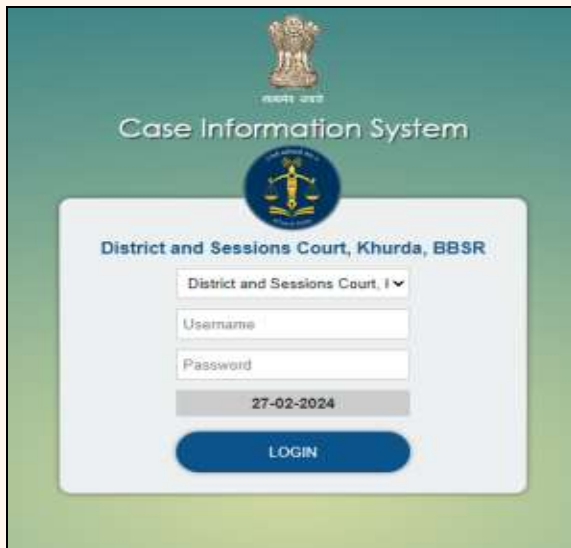 सत्यमेव जयते
Case Information System
District and Sessions Court, Khurda, BBSR
District and Sessions Court, I
Username
Password
27-02-2024
LOGIN